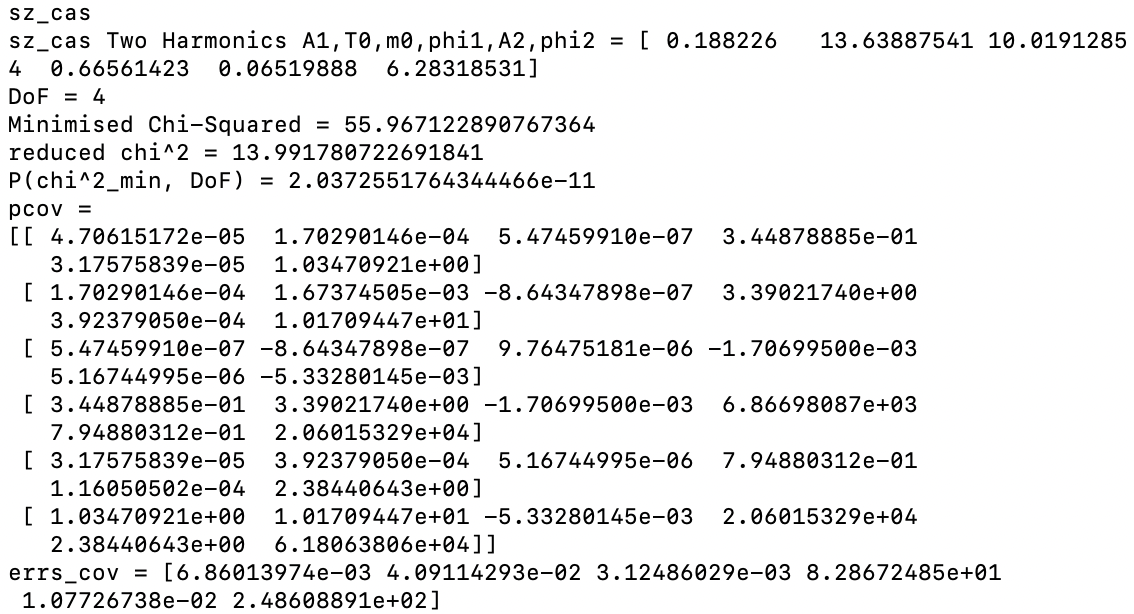 sz_cas
sz_cas Two Harmonics A1,T0,m0,phi1,A2,phi2 = [ 0.188226   13.63887541 10.0191285
4  0.66561423  0.06519888  6.28318531]
DoF = 4
Minimised Chi-Squared = 55.967122890767364
reduced chi^2 = 13.991780722691841
P(chi^2_min, DoF) = 2.0372551764344466e-11
pcov =
[[ 4.70615172e-05  1.70290146e-04  5.47459910e-07  3.44878885e-01
   3.17575839e-05  1.03470921e+00]
 [ 1.70290146e-04  1.67374505e-03 -8.64347898e-07  3.39021740e+00
   3.92379050e-04  1.01709447e+01]
 [ 5.47459910e-07 -8.64347898e-07  9.76475181e-06 -1.70699500e-03
   5.16744995e-06 -5.33280145e-03]
 [ 3.44878885e-01  3.39021740e+00 -1.70699500e-03  6.86698087e+03
   7.94880312e-01  2.06015329e+04]
 [ 3.17575839e-05  3.92379050e-04  5.16744995e-06  7.94880312e-01
   1.16050502e-04  2.38440643e+00]
 [ 1.03470921e+00  1.01709447e+01 -5.33280145e-03  2.06015329e+04
   2.38440643e+00  6.18063806e+04]]
errs_cov = [6.86013974e-03 4.09114293e-02 3.12486029e-03 8.28672485e+01
 1.07726738e-02 2.48608891e+02]